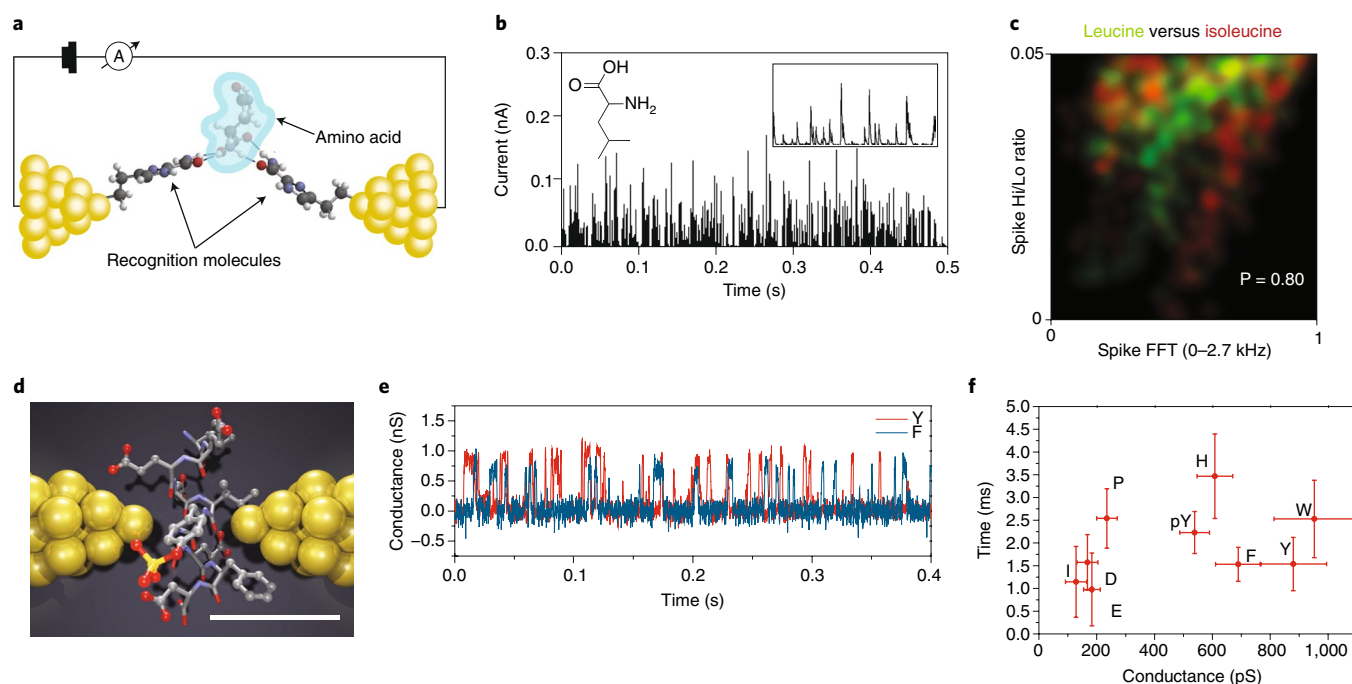 a
A
Amino acid
Recognition molecules
b
0.3
0.2
0.1
0.0
Current (nA)
O
OH
NH2
0.0 0.1 0.2 0.3 0.4 0.5
Time (s)
c
Leucine versus isoleucine
0.05
Spike Hi/Lo ratio
P = 0.80
0
0 1
Spike FFT (0–2.7 kHz)
d
e
Y
F
1.5
1.0
0.5
0.0
−0.5
Conductance (nS)
0.0 0.1 0.2 0.3 0.4
Time (s)
f
5.0
4.5
4.0
3.5
3.0
2.5
2.0
1.5
1.0
0.5
0.0
Time (ms)
H
P
W
pY
F
Y
I
D
E
0 200 400 600 800 1,000
Conductance (pS)